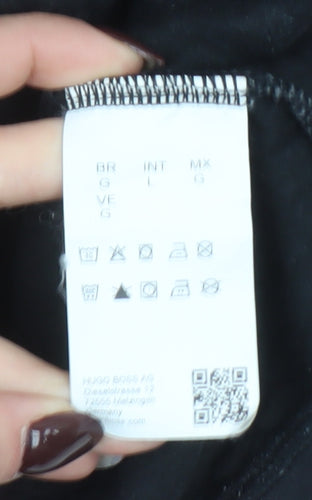 BR INT MX
G L G
VE
G
HUGO BOSS AG
Dieselstrasse 12
72555 Metzingen
Germany